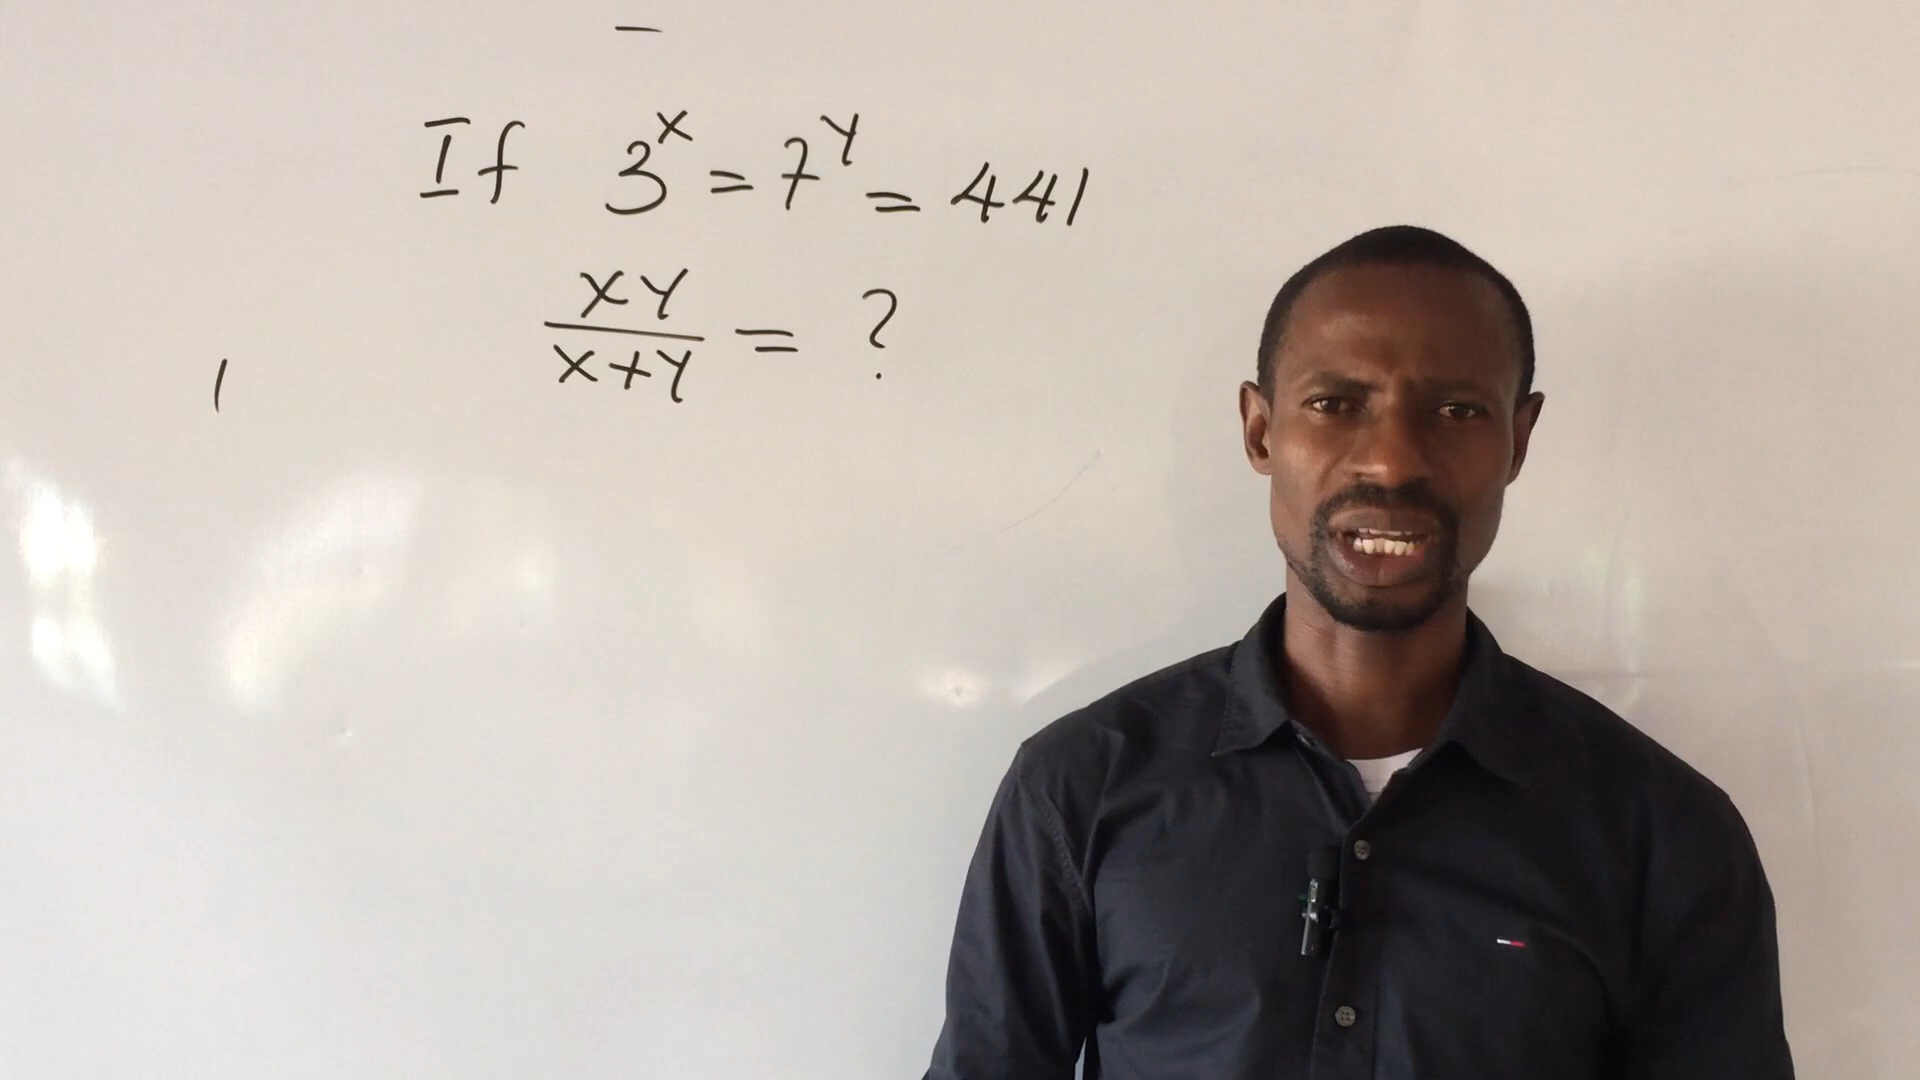 If 3^x = 7^y = 441
xy/x+y = ?